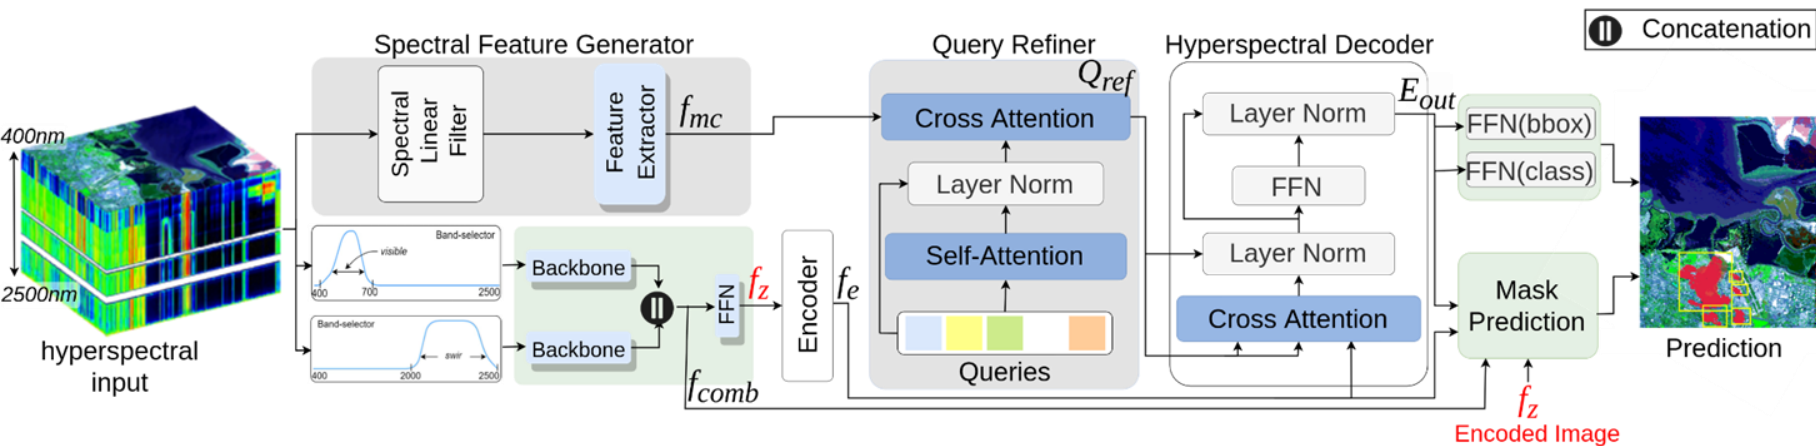 Concatenation
Spectral Feature Generator
Query Refiner
Hyperspectral Decoder
400nm
2500nm
hyperspectral
input
Spectral
Linear
Filter
Feature
Extractor
f_mc
Band-selector
visible
400
700
2500
Band-selector
swir
400
2000
2500
Backbone
Backbone
FFN
f_z
f_comb
Encoder
f_e
Q_ref
Cross Attention
Layer Norm
Self-Attention
Queries
E_out
Layer Norm
FFN
Layer Norm
Cross Attention
FFN(bbox)
FFN(class)
Mask
Prediction
f_z
Encoded Image
Prediction